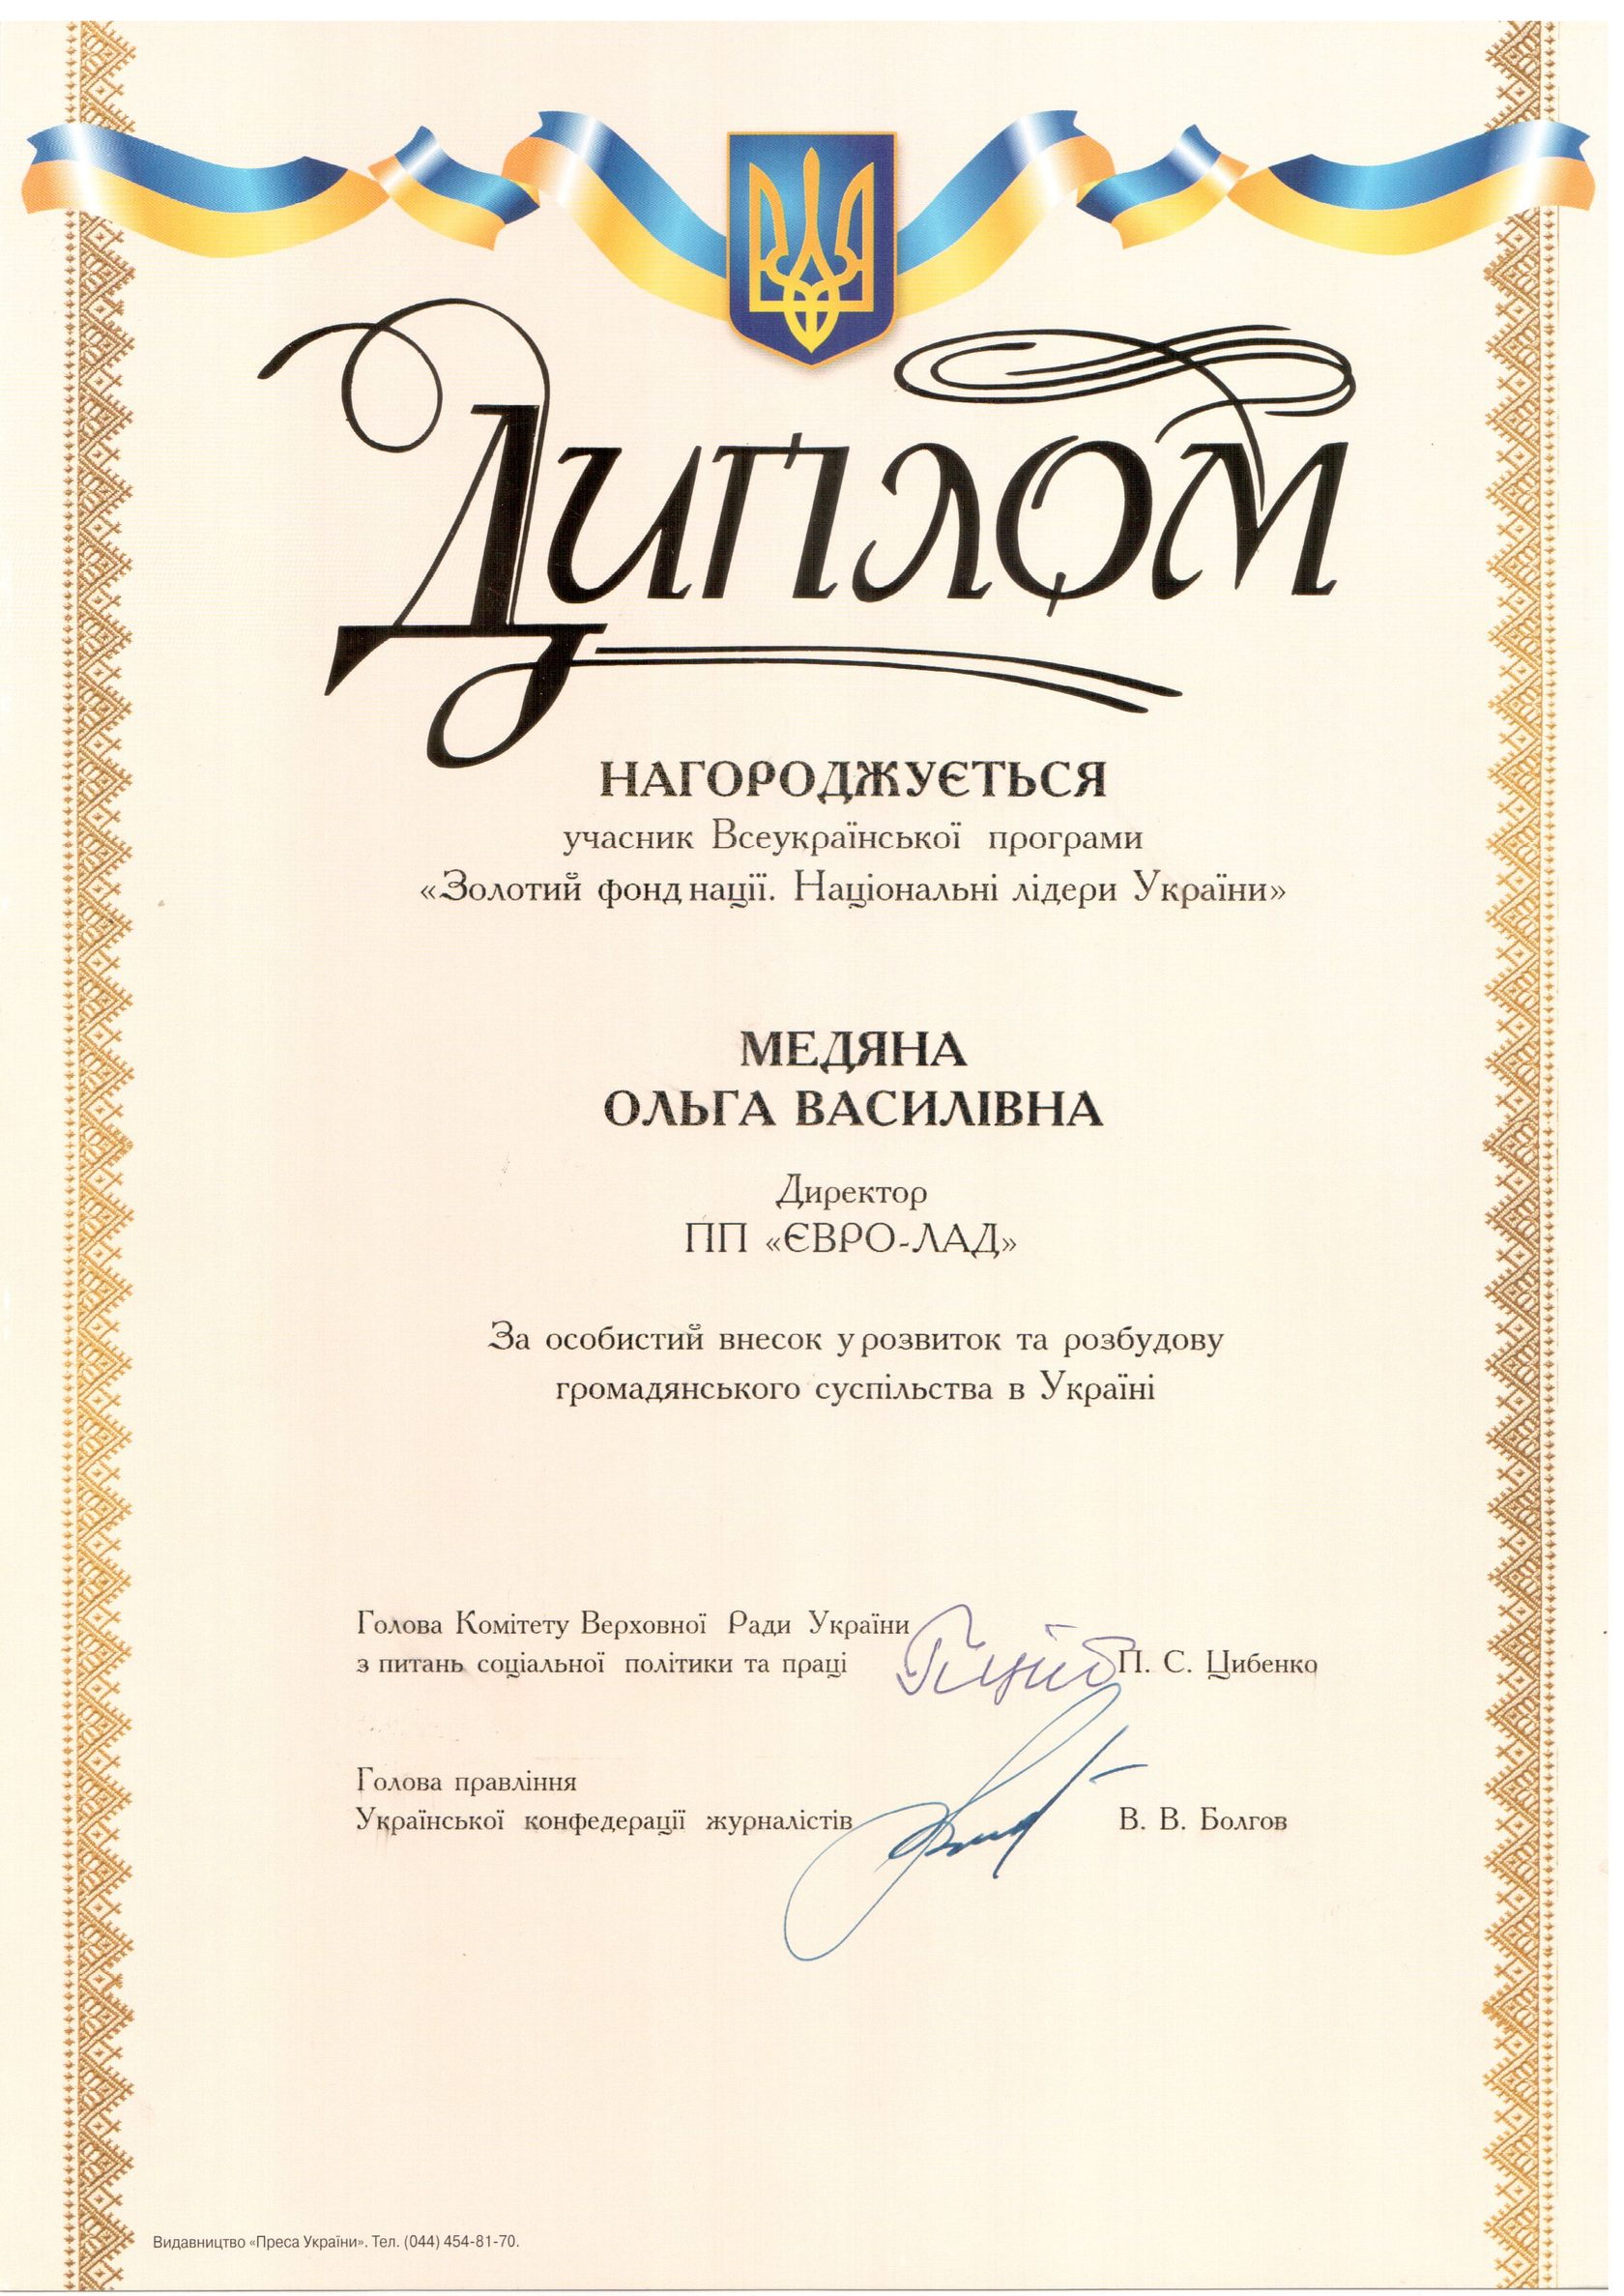 Диплом
НАГОРОДЖУЄТЬСЯ
учасник Всеукраїнської програми
«Золотий фонд нації. Національні лідери України»
МЕДЯНА
ОЛЬГА ВАСИЛІВНА
Директор
ПП «ЄВРО-ЛАД»
За особистий внесок у розвиток та розбудову
громадянського суспільства в Україні
Голова Комітету Верховної Ради України
з питань соціальної політики та праці П. С. Цибенко
Голова правління
Української конфедерації журналістів В. В. Болгов
Видавництво «Преса України». Тел. (044) 454-81-70.